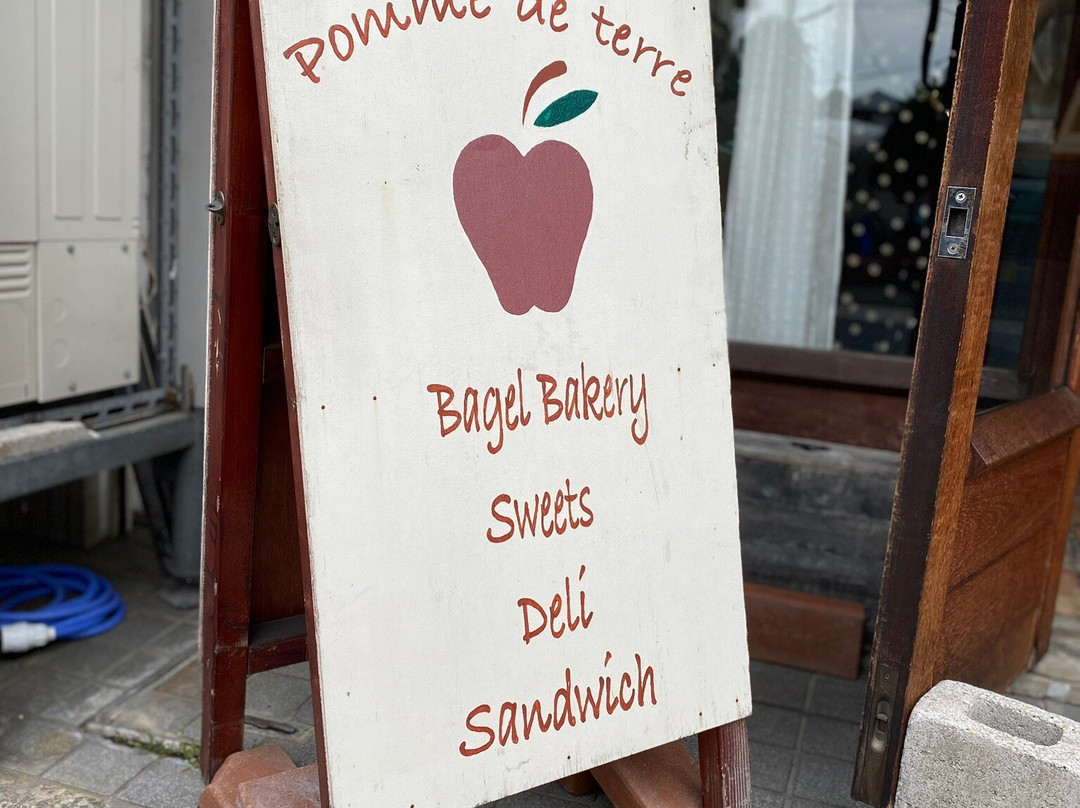 Pomme de terre
Bagel Bakery
Sweets
Deli
Sandwich